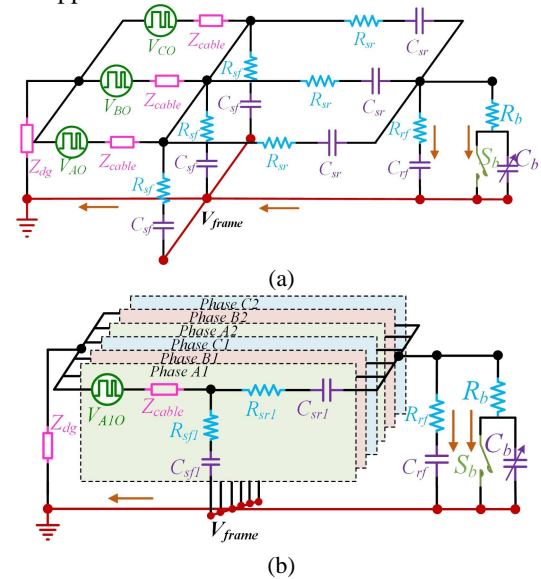 V_CO Z_cable R_sr C_sr
R_sf C_sf
V_BO Z_cable R_sr C_sr
R_sf C_sf
V_AO Z_cable R_sr C_sr
R_sf C_sf
Z_dg R_rf C_rf R_b S_b C_b
V_frame
(a)
Phase C2
Phase B2
Phase A2
Phase C1
Phase B1
Phase A1
V_A1O Z_cable R_sr1 C_sr1
R_sf1 C_sf1
Z_dg R_rf C_rf R_b S_b C_b
V_frame
(b)